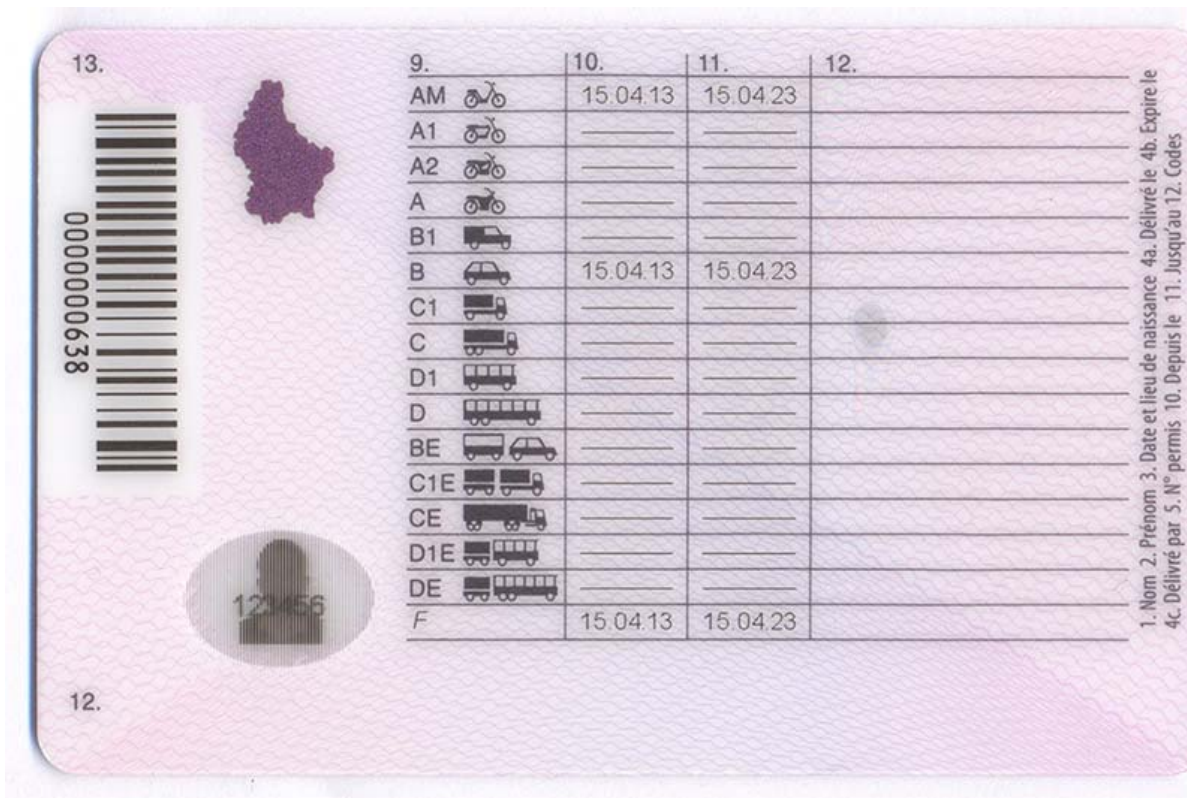 13.
0000000638
123456
12.
9. 10. 11. 12.
AM 15.04.13 15.04.23
A1
A2
A
B1
B 15.04.13 15.04.23
C1
C
D1
D
BE
C1E
CE
D1E
DE
F 15.04.13 15.04.23
1. Nom 2. Prénom 3. Date et lieu de naissance 4a. Délivré le 4b. Expire le
4c. Délivré par 5. N° permis 10. Depuis le 11. Jusqu'au 12. Codes